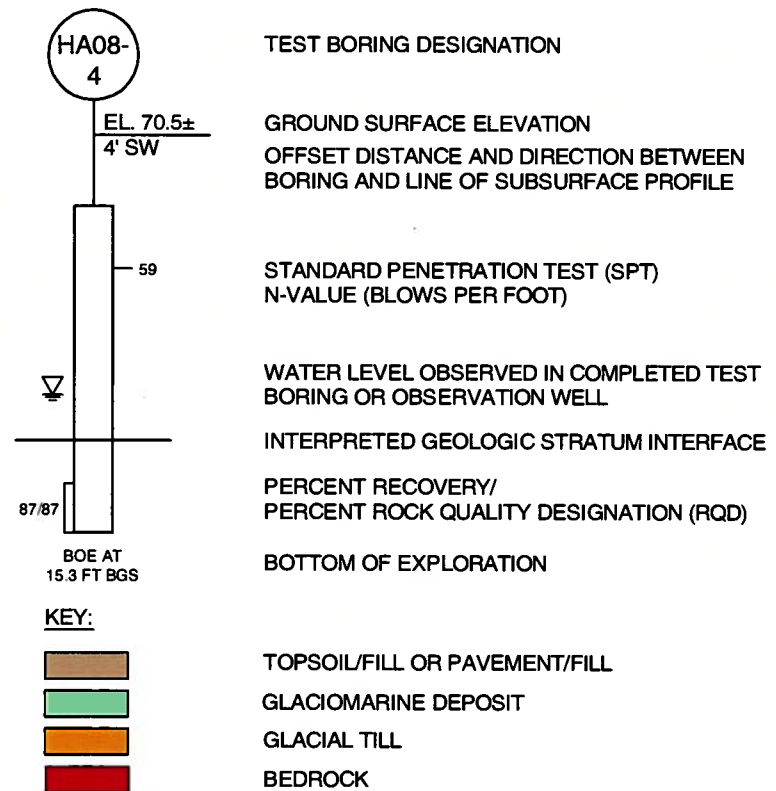 HA08-
4
TEST BORING DESIGNATION
EL. 70.5±
4' SW
GROUND SURFACE ELEVATION
OFFSET DISTANCE AND DIRECTION BETWEEN
BORING AND LINE OF SUBSURFACE PROFILE
59
STANDARD PENETRATION TEST (SPT)
N-VALUE (BLOWS PER FOOT)
WATER LEVEL OBSERVED IN COMPLETED TEST
BORING OR OBSERVATION WELL
INTERPRETED GEOLOGIC STRATUM INTERFACE
87/87
PERCENT RECOVERY/
PERCENT ROCK QUALITY DESIGNATION (RQD)
BOE AT
15.3 FT BGS
BOTTOM OF EXPLORATION
KEY:
TOPSOIL/FILL OR PAVEMENT/FILL
GLACIOMARINE DEPOSIT
GLACIAL TILL
BEDROCK